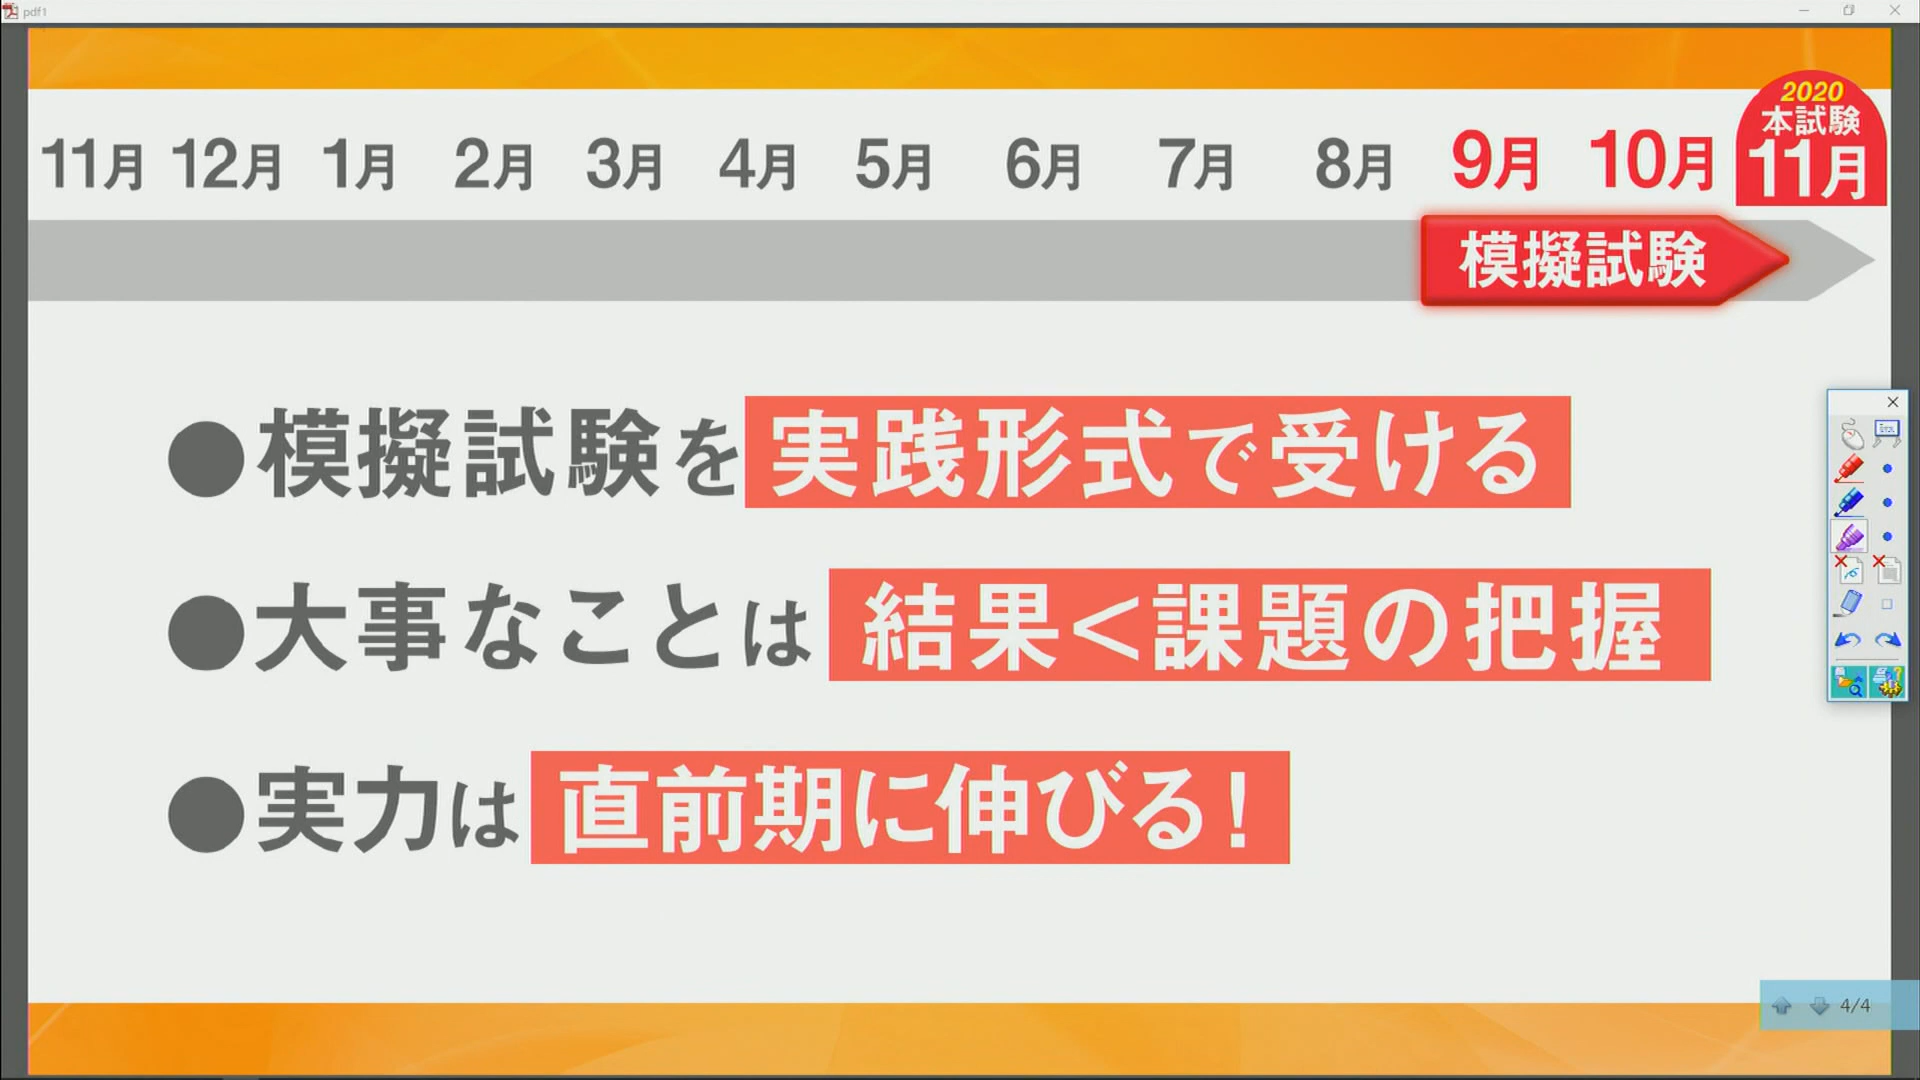 pdf1
2020
本試験
11月 12月 1月 2月 3月 4月 5月 6月 7月 8月 9月 10月 11月
模擬試験
●模擬試験を実践形式で受ける
●大事なことは 結果<課題の把握
●実力は 直前期に伸びる!
4/4